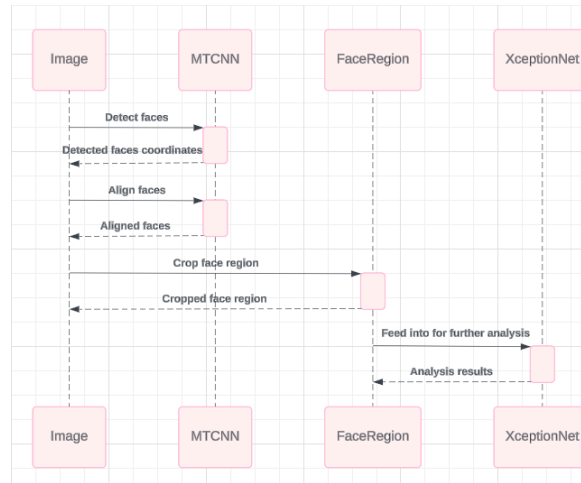 Image
MTCNN
FaceRegion
XceptionNet
Detect faces
Detected faces coordinates
Align faces
Aligned faces
Crop face region
Cropped face region
Feed into for further analysis
Analysis results
Image
MTCNN
FaceRegion
XceptionNet